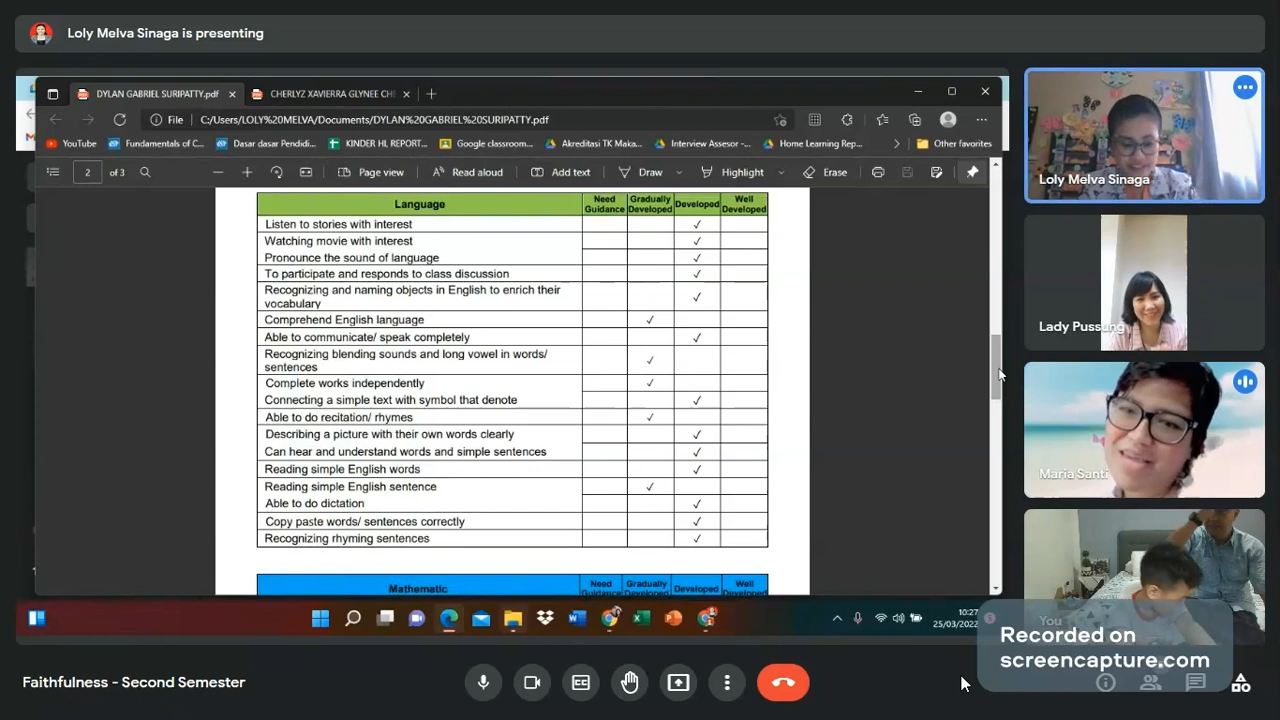 Loly Melva Sinaga is presenting
DYLAN GABRIEL SURIPATTY.pdf
CHERLYZ XAVIERRA GLYNEE CHE
File C:/Users/LOLY%20MELVA/Documents/DYLAN%20GABRIEL%20SURIPATTY.pdf
YouTube Fundamentals of C... Dasar dasar Pendidi... KINDER HL REPORT... Google classroom... Akreditasi TK Maka... Interview Assesor -... Home Learning Rep... Other favorites
2 of 3 Page view Read aloud Add text Draw Highlight Erase
Language Need Guidance Gradually Developed Developed Well Developed
Listen to stories with interest ✓
Watching movie with interest ✓
Pronounce the sound of language ✓
To participate and responds to class discussion ✓
Recognizing and naming objects in English to enrich their
vocabulary ✓
Comprehend English language ✓
Able to communicate/ speak completely ✓
Recognizing blending sounds and long vowel in words/
sentences ✓
Complete works independently ✓
Connecting a simple text with symbol that denote ✓
Able to do recitation/ rhymes ✓
Describing a picture with their own words clearly ✓
Can hear and understand words and simple sentences ✓
Reading simple English words ✓
Reading simple English sentence ✓
Able to do dictation ✓
Copy paste words/ sentences correctly ✓
Recognizing rhyming sentences ✓
Mathematic Need Guidance Gradually Developed Developed Well Developed
10:27
25/03/2022
Loly Melva Sinaga
Lady Pussung
Maria Santi
You
Recorded on
screencapture.com
Faithfulness - Second Semester